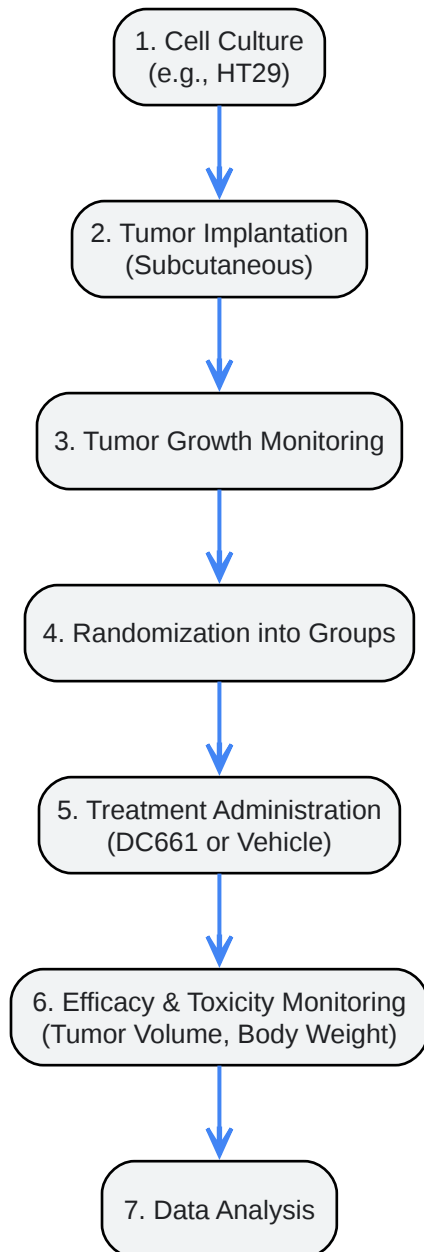 1. Cell Culture
(e.g., HT29)
2. Tumor Implantation
(Subcutaneous)
3. Tumor Growth Monitoring
4. Randomization into Groups
5. Treatment Administration
(DC661 or Vehicle)
6. Efficacy & Toxicity Monitoring
(Tumor Volume, Body Weight)
7. Data Analysis